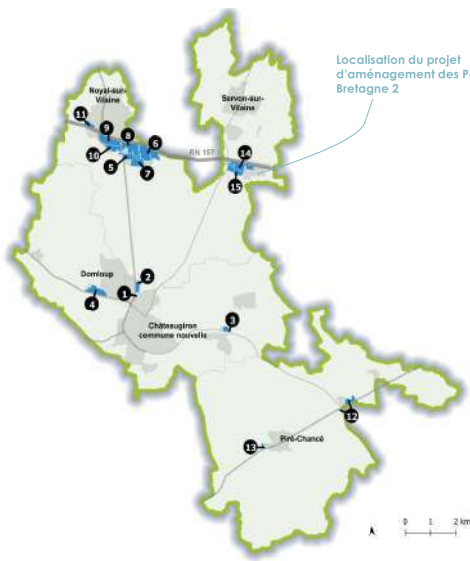 Localisation du projet
d'aménagement des P
Bretagne 2
Noyal-sur-
Vilaine
Servon-sur-
Vilaine
11
9
8
6
10
5
7
RN 157
14
15
Domloup
2
4
1
3
Châteaugiron
commune nouvelle
12
13
Piré-Chancé
0 1 2 km